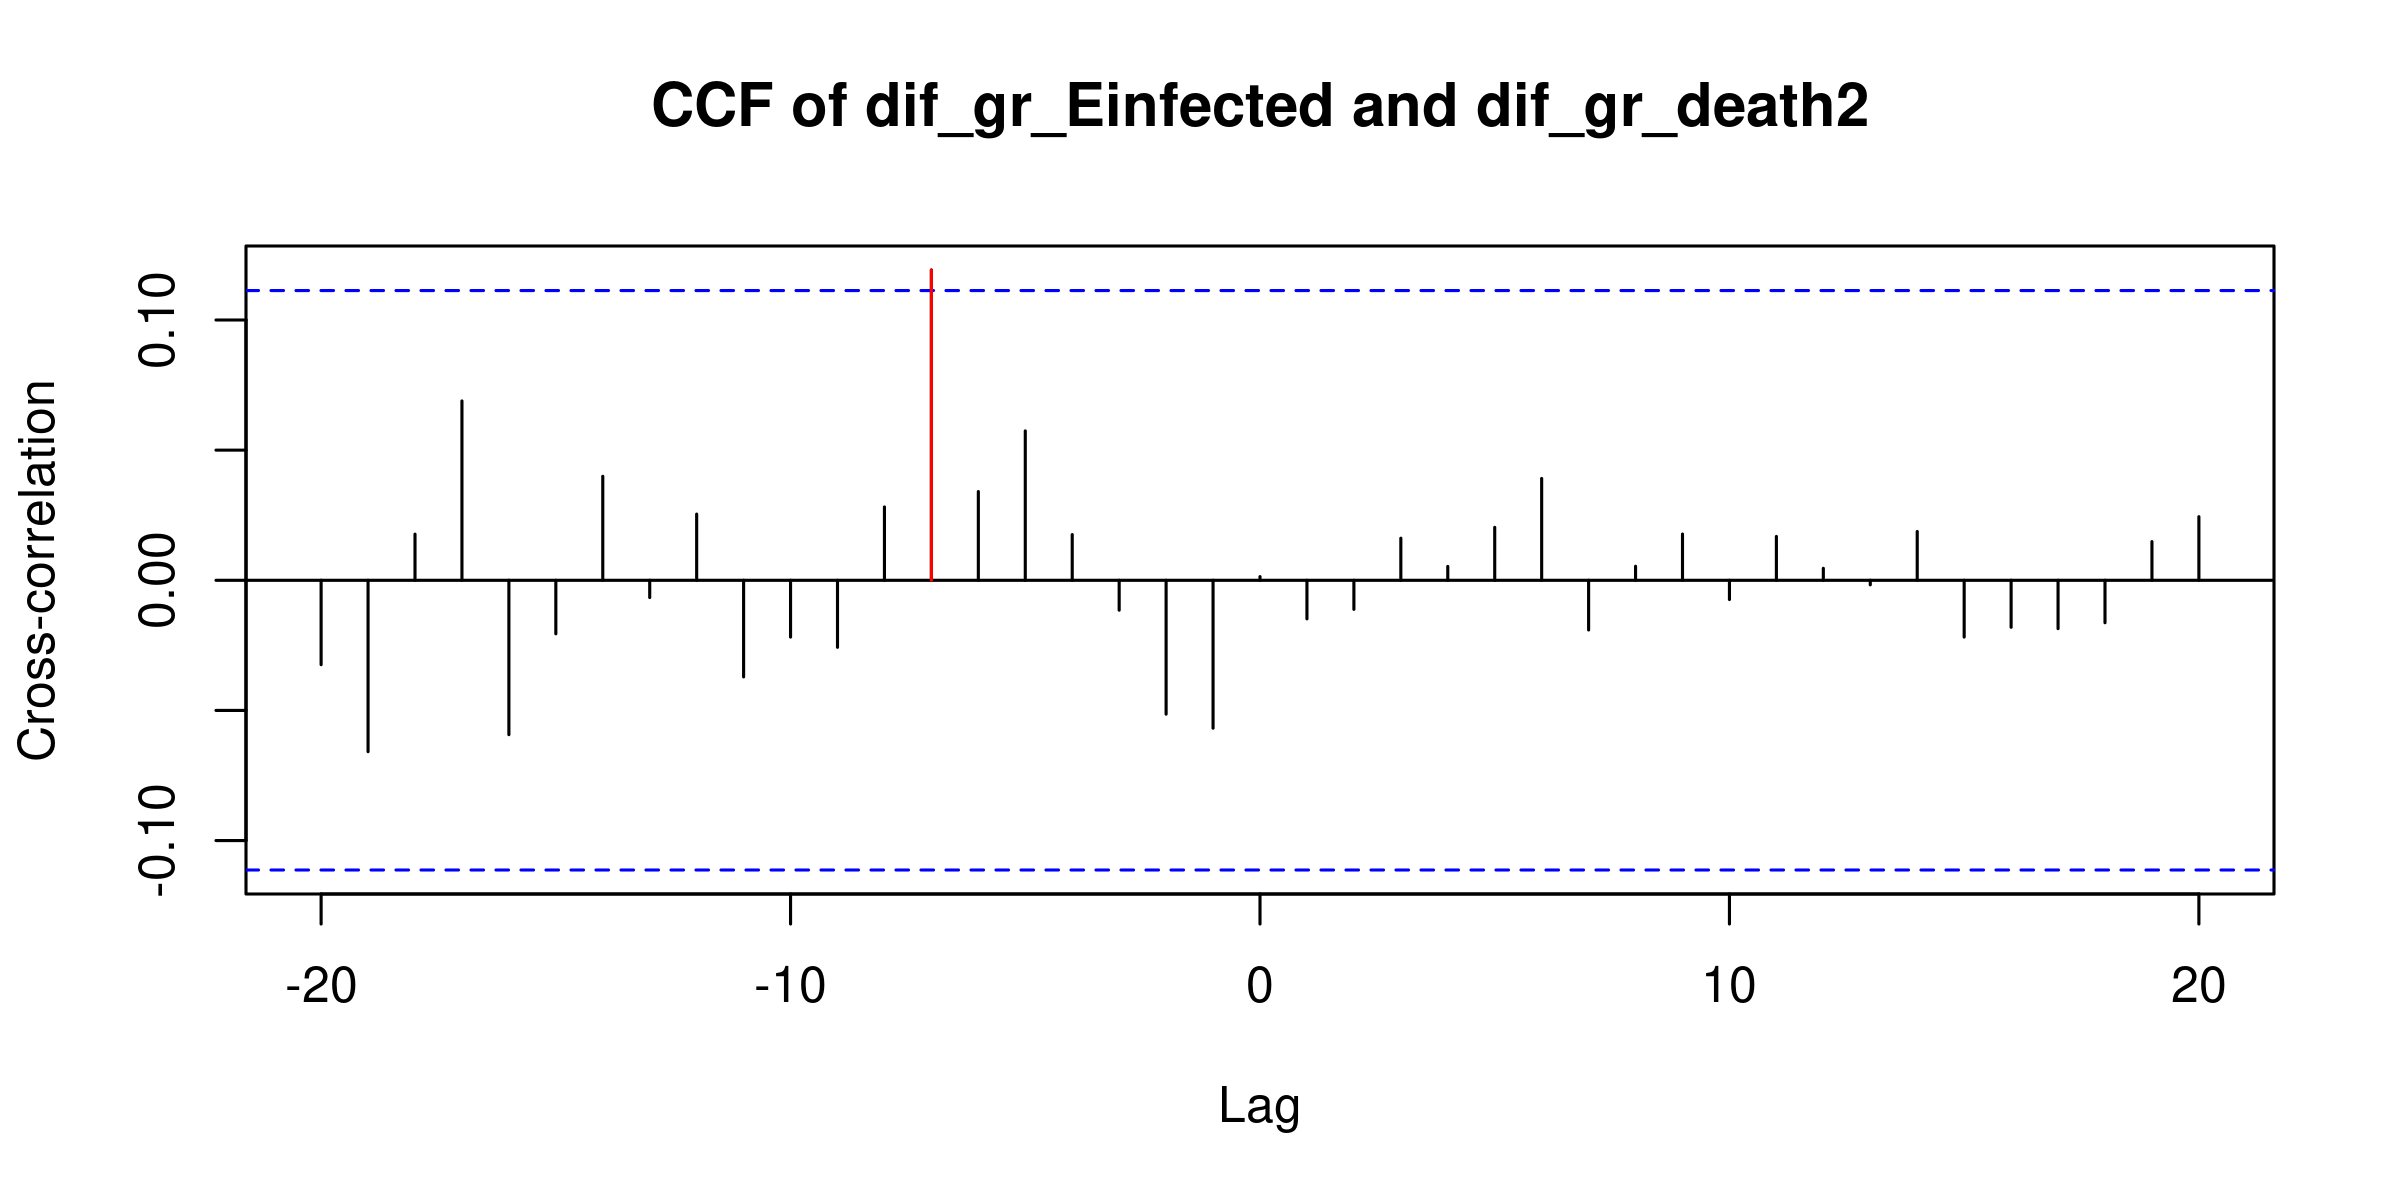 CCF of dif_gr_Einfected and dif_gr_death2
Cross-correlation
0.10
0.00
-0.10
-20 -10 0 10 20
Lag